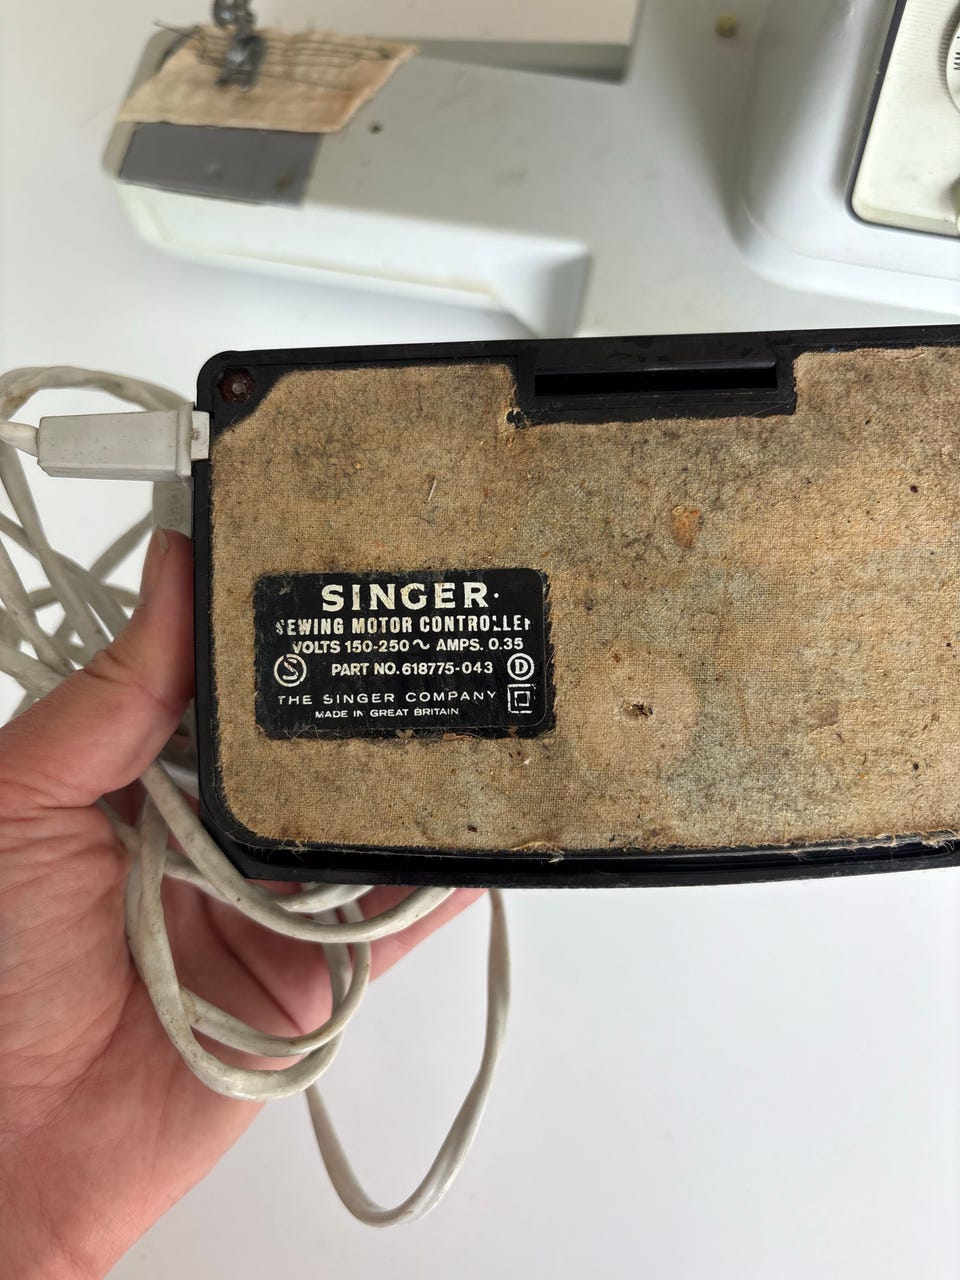 SINGER.
SEWING MOTOR CONTROLLER
VOLTS 150-250~ AMPS. 0.35
S PART NO. 618775-043 D
THE SINGER COMPANY
MADE IN GREAT BRITAIN